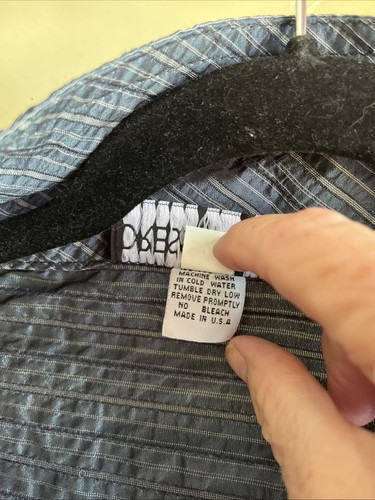 MACHINE WASH
IN COLD WATER
TUMBLE DRY LOW
REMOVE PROMPTLY
NO BLEACH
MADE IN U.S.A